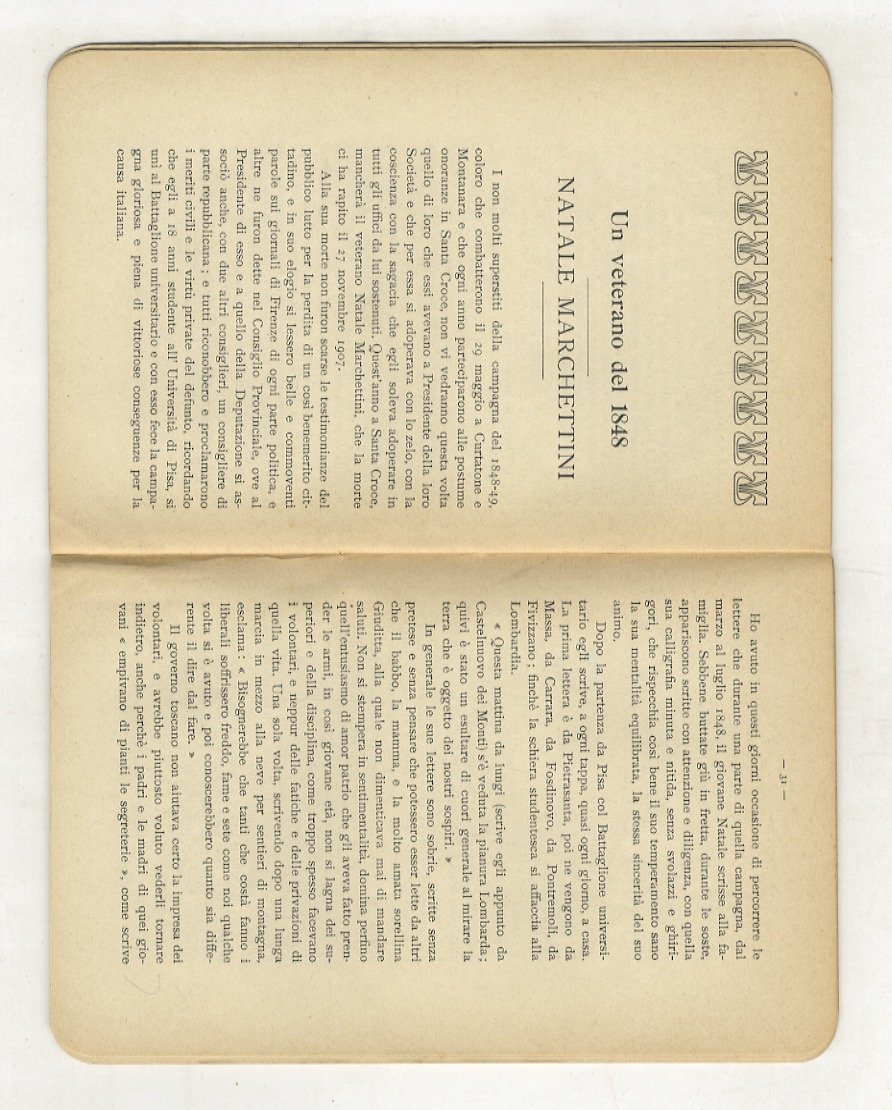 Un veterano del 1848
NATALE MARCHETTINI
I non molti superstiti della campagna del 1848-49,
coloro che combatterono il 29 maggio a Curtatone e
Montanara e che ogni anno parteciparono alle postume
onoranze in Santa Croce, non vi vedranno questa volta
quello di loro che essi avevano a Presidente della loro
Società e che per essa si adoperava con lo zelo, con la
coscienza con la sagacia che egli soleva adoperare in
tutti gli uffici da lui sostenuti. Quest'anno a Santa Croce,
mancherà il veterano Natale Marchettini, che la morte
ci ha rapito il 27 novembre 1907.
Alla sua morte non furon scarse le testimonianze del
pubblico lutto per la perdita di un così benemerito cit-
tadino, e in suo elogio si lessero belle e commoventi
parole sui giornali di Firenze di ogni parte politica, e
altre ne furon dette nel Consiglio Provinciale, ove al
Presidente di esso e a quello della Deputazione si as-
sociò anche, con due altri consiglieri, un consigliere di
parte repubblicana; e tutti riconobbero e proclamarono
i meriti civili e le virtù private del defunto, ricordando
che egli a 18 anni studente all' Università di Pisa, si
unì al Battaglione universitario e con esso fece la campa-
gna gloriosa e piena di vittoriose conseguenze per la
causa italiana.
— 31 —
Ho avuto in questi giorni occasione di percorrere le
lettere che durante una parte di quella campagna, dal
marzo al luglio 1848, il giovane Natale scrisse alla fa-
miglia. Sebbene buttate giù in fretta, durante le soste,
appariscono scritte con attenzione e diligenza, con quella
sua calligrafia minuta e nitida, senza svolazzi e ghiri-
gori, che rispecchia così bene il suo temperamento sano
la sua mentalità equilibrata, la stessa sincerità del suo
animo.
Dopo la partenza da Pisa col Battaglione universi-
tario egli scrive, a ogni tappa, quasi ogni giorno, a casa.
La prima lettera è da Pietrasanta, poi ne vengono da
Massa, da Carrara, da Fosdinovo, da Pontremoli, da
Fivizzano; finchè la schiera studentesca si affaccia alla
Lombardia.
« Questa mattina da lungi (scrive egli appunto da
Castelnuovo dei Monti) s'è veduta la pianura Lombarda;
quivi è stato un esultare di cuori generale al mirare la
terra che è oggetto dei nostri sospiri. »
In generale le sue lettere sono sobrie, scritte senza
pretese e senza pensare che potessero esser lette da altri
che il babbo, la mamma, e la molto amata sorellina
Giuditta, alla quale non dimenticava mai di mandare
saluti. Non si stempera in sentimentalità, domina perfino
quell'entusiasmo di amor patrio che gli aveva fatto pren-
der le armi, in così giovane età, non si lagna dei su-
periori e della disciplina, come troppo spesso facevano
i volontari, e neppur delle fatiche e delle privazioni di
quella vita. Una sola volta, scrivendo dopo una lunga
marcia in mezzo alla neve per sentieri di montagna,
esclama: « Bisognerebbe che tanti che costà fanno i
liberali soffrissero freddo, fame e sete come noi qualche
volta si è avuto e poi conoscerebbero quanto sia diffe-
rente il dire dal fare. »
Il governo toscano non aiutava certo la impresa dei
volontari, e avrebbe piuttosto voluto vederli tornare
indietro, anche perchè i padri e le madri di quei gio-
vani « empivano di pianti le segreterie », come scrive